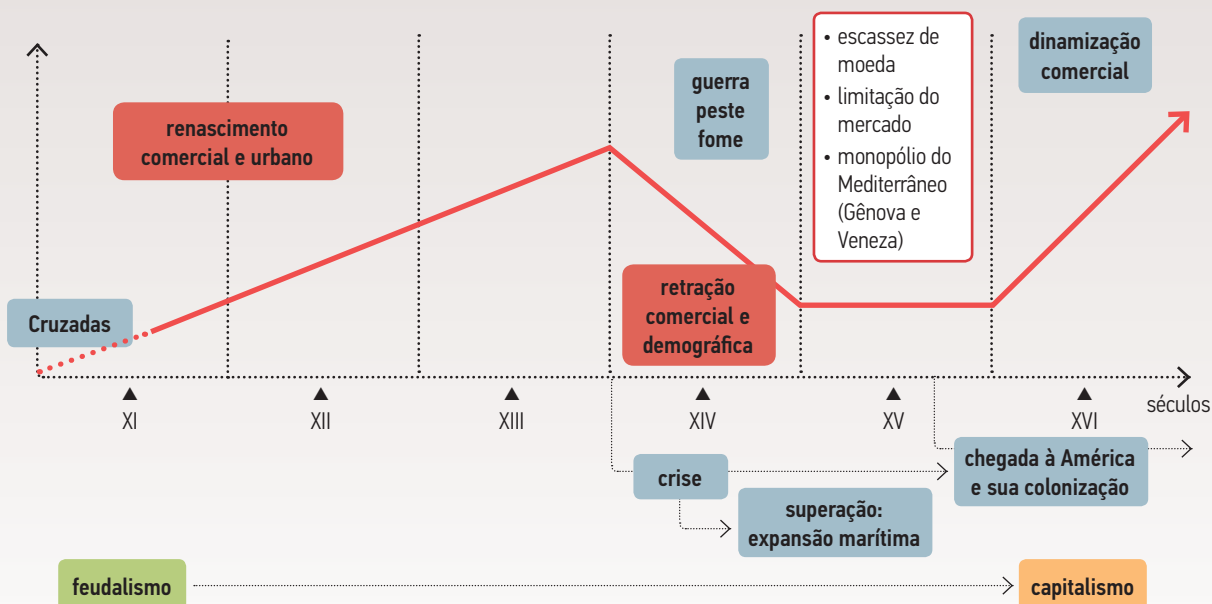 renascimento
comercial e urbano
Cruzadas
guerra
peste
fome
retração
comercial e
demográfica
• escassez de
moeda
• limitação do
mercado
• monopólio do
Mediterrâneo
(Gênova e
Veneza)
dinamização
comercial
XI
XII
XIII
XIV
XV
XVI
séculos
crise
superação:
expansão marítima
chegada à América
e sua colonização
feudalismo
capitalismo